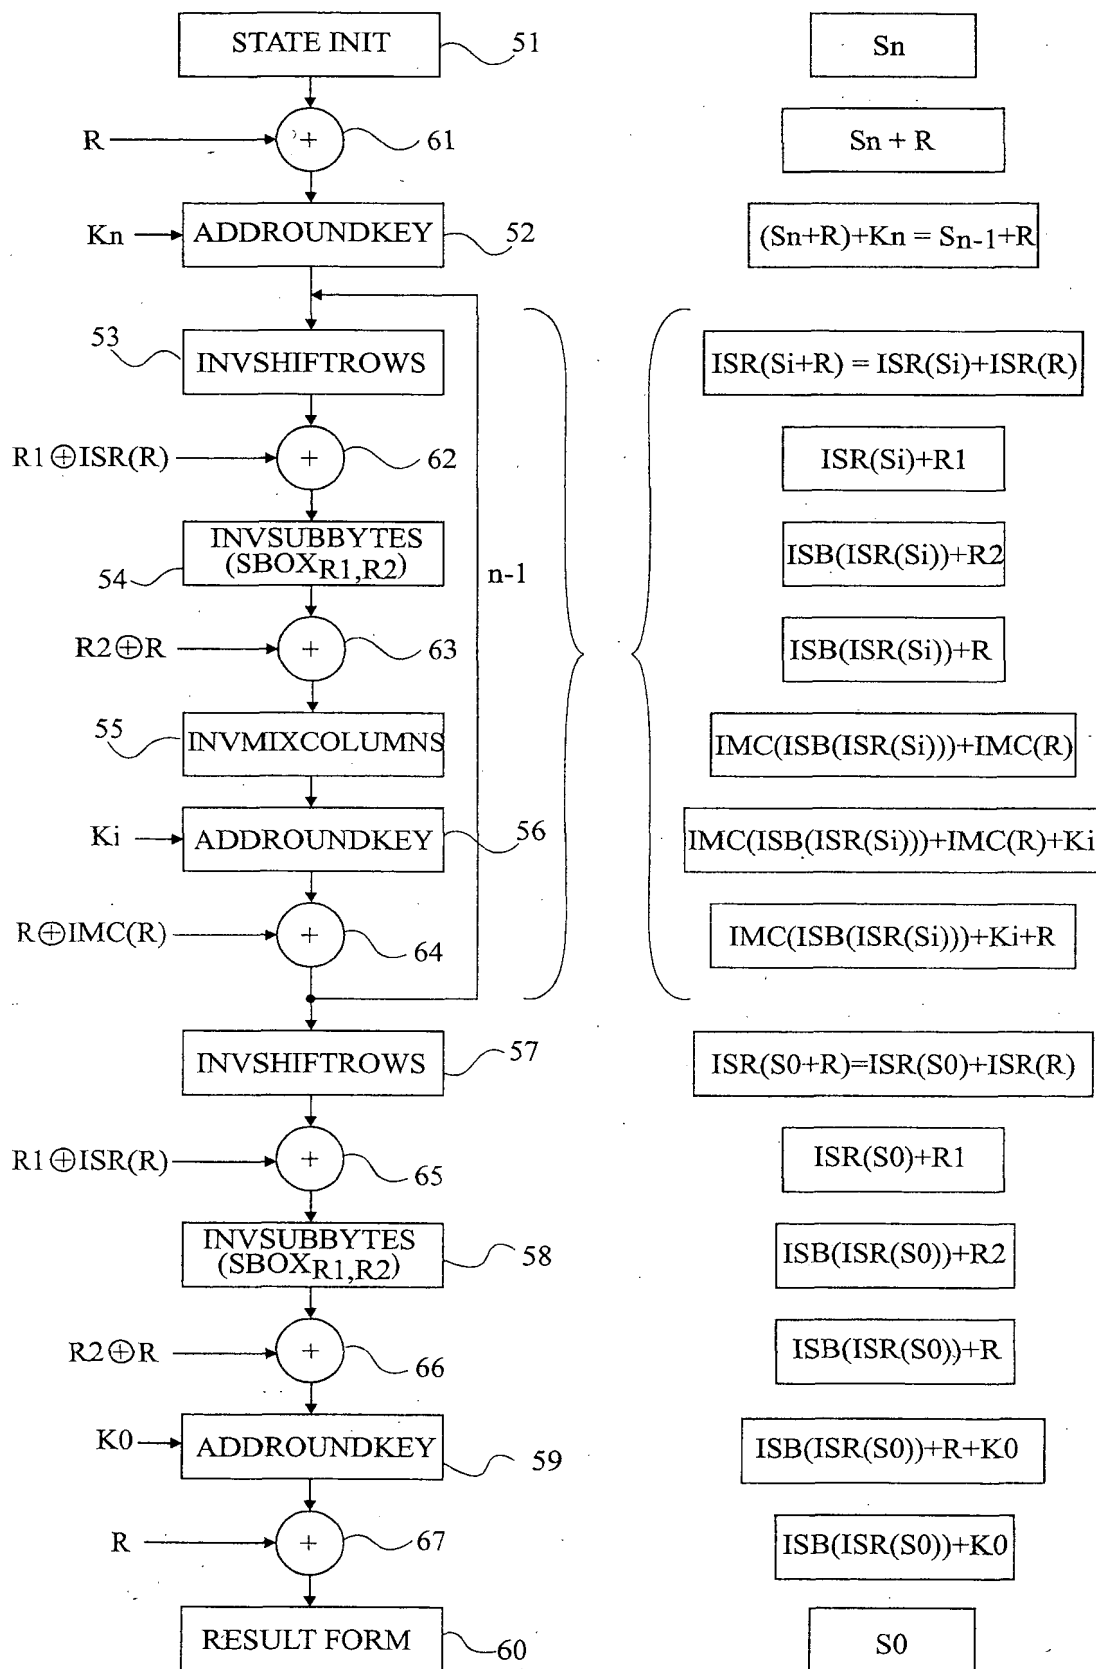 STATE INIT 51 Sn
R + 61 Sn + R
Kn ADDROUNDKEY 52 (Sn+R)+Kn = Sn-1+R
53 INVSHIFTROWS ISR(Si+R) = ISR(Si)+ISR(R)
R1⊕ISR(R) + 62 ISR(Si)+R1
INVSUBBYTES
(SBOXR1,R2) 54 n-1 ISB(ISR(Si))+R2
R2⊕R + 63 ISB(ISR(Si))+R
55 INVMIXCOLUMNS IMC(ISB(ISR(Si)))+IMC(R)
Ki ADDROUNDKEY 56 IMC(ISB(ISR(Si)))+IMC(R)+Ki
R⊕IMC(R) + 64 IMC(ISB(ISR(Si)))+Ki+R
INVSHIFTROWS 57 ISR(S0+R)=ISR(S0)+ISR(R)
R1⊕ISR(R) + 65 ISR(S0)+R1
INVSUBBYTES
(SBOXR1,R2) 58 ISB(ISR(S0))+R2
R2⊕R + 66 ISB(ISR(S0))+R
K0 ADDROUNDKEY 59 ISB(ISR(S0))+R+K0
R + 67 ISB(ISR(S0))+K0
RESULT FORM 60 S0